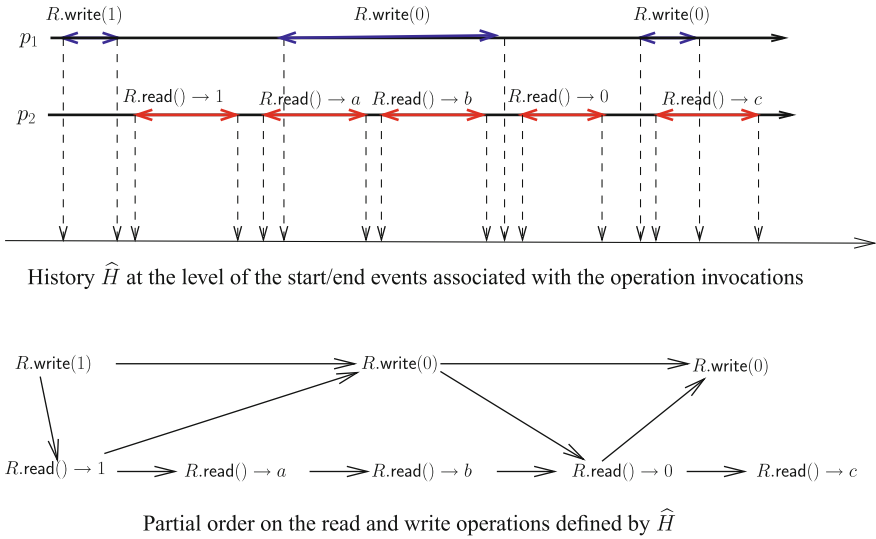 R.write(1) R.write(0) R.write(0)
p₁
R.read() → 1 R.read() → a R.read() → b R.read() → 0 R.read() → c
p₂
History Ĥ at the level of the start/end events associated with the operation invocations
R.write(1) R.write(0) R.write(0)
R.read() → 1 R.read() → a R.read() → b R.read() → 0 R.read() → c
Partial order on the read and write operations defined by Ĥ